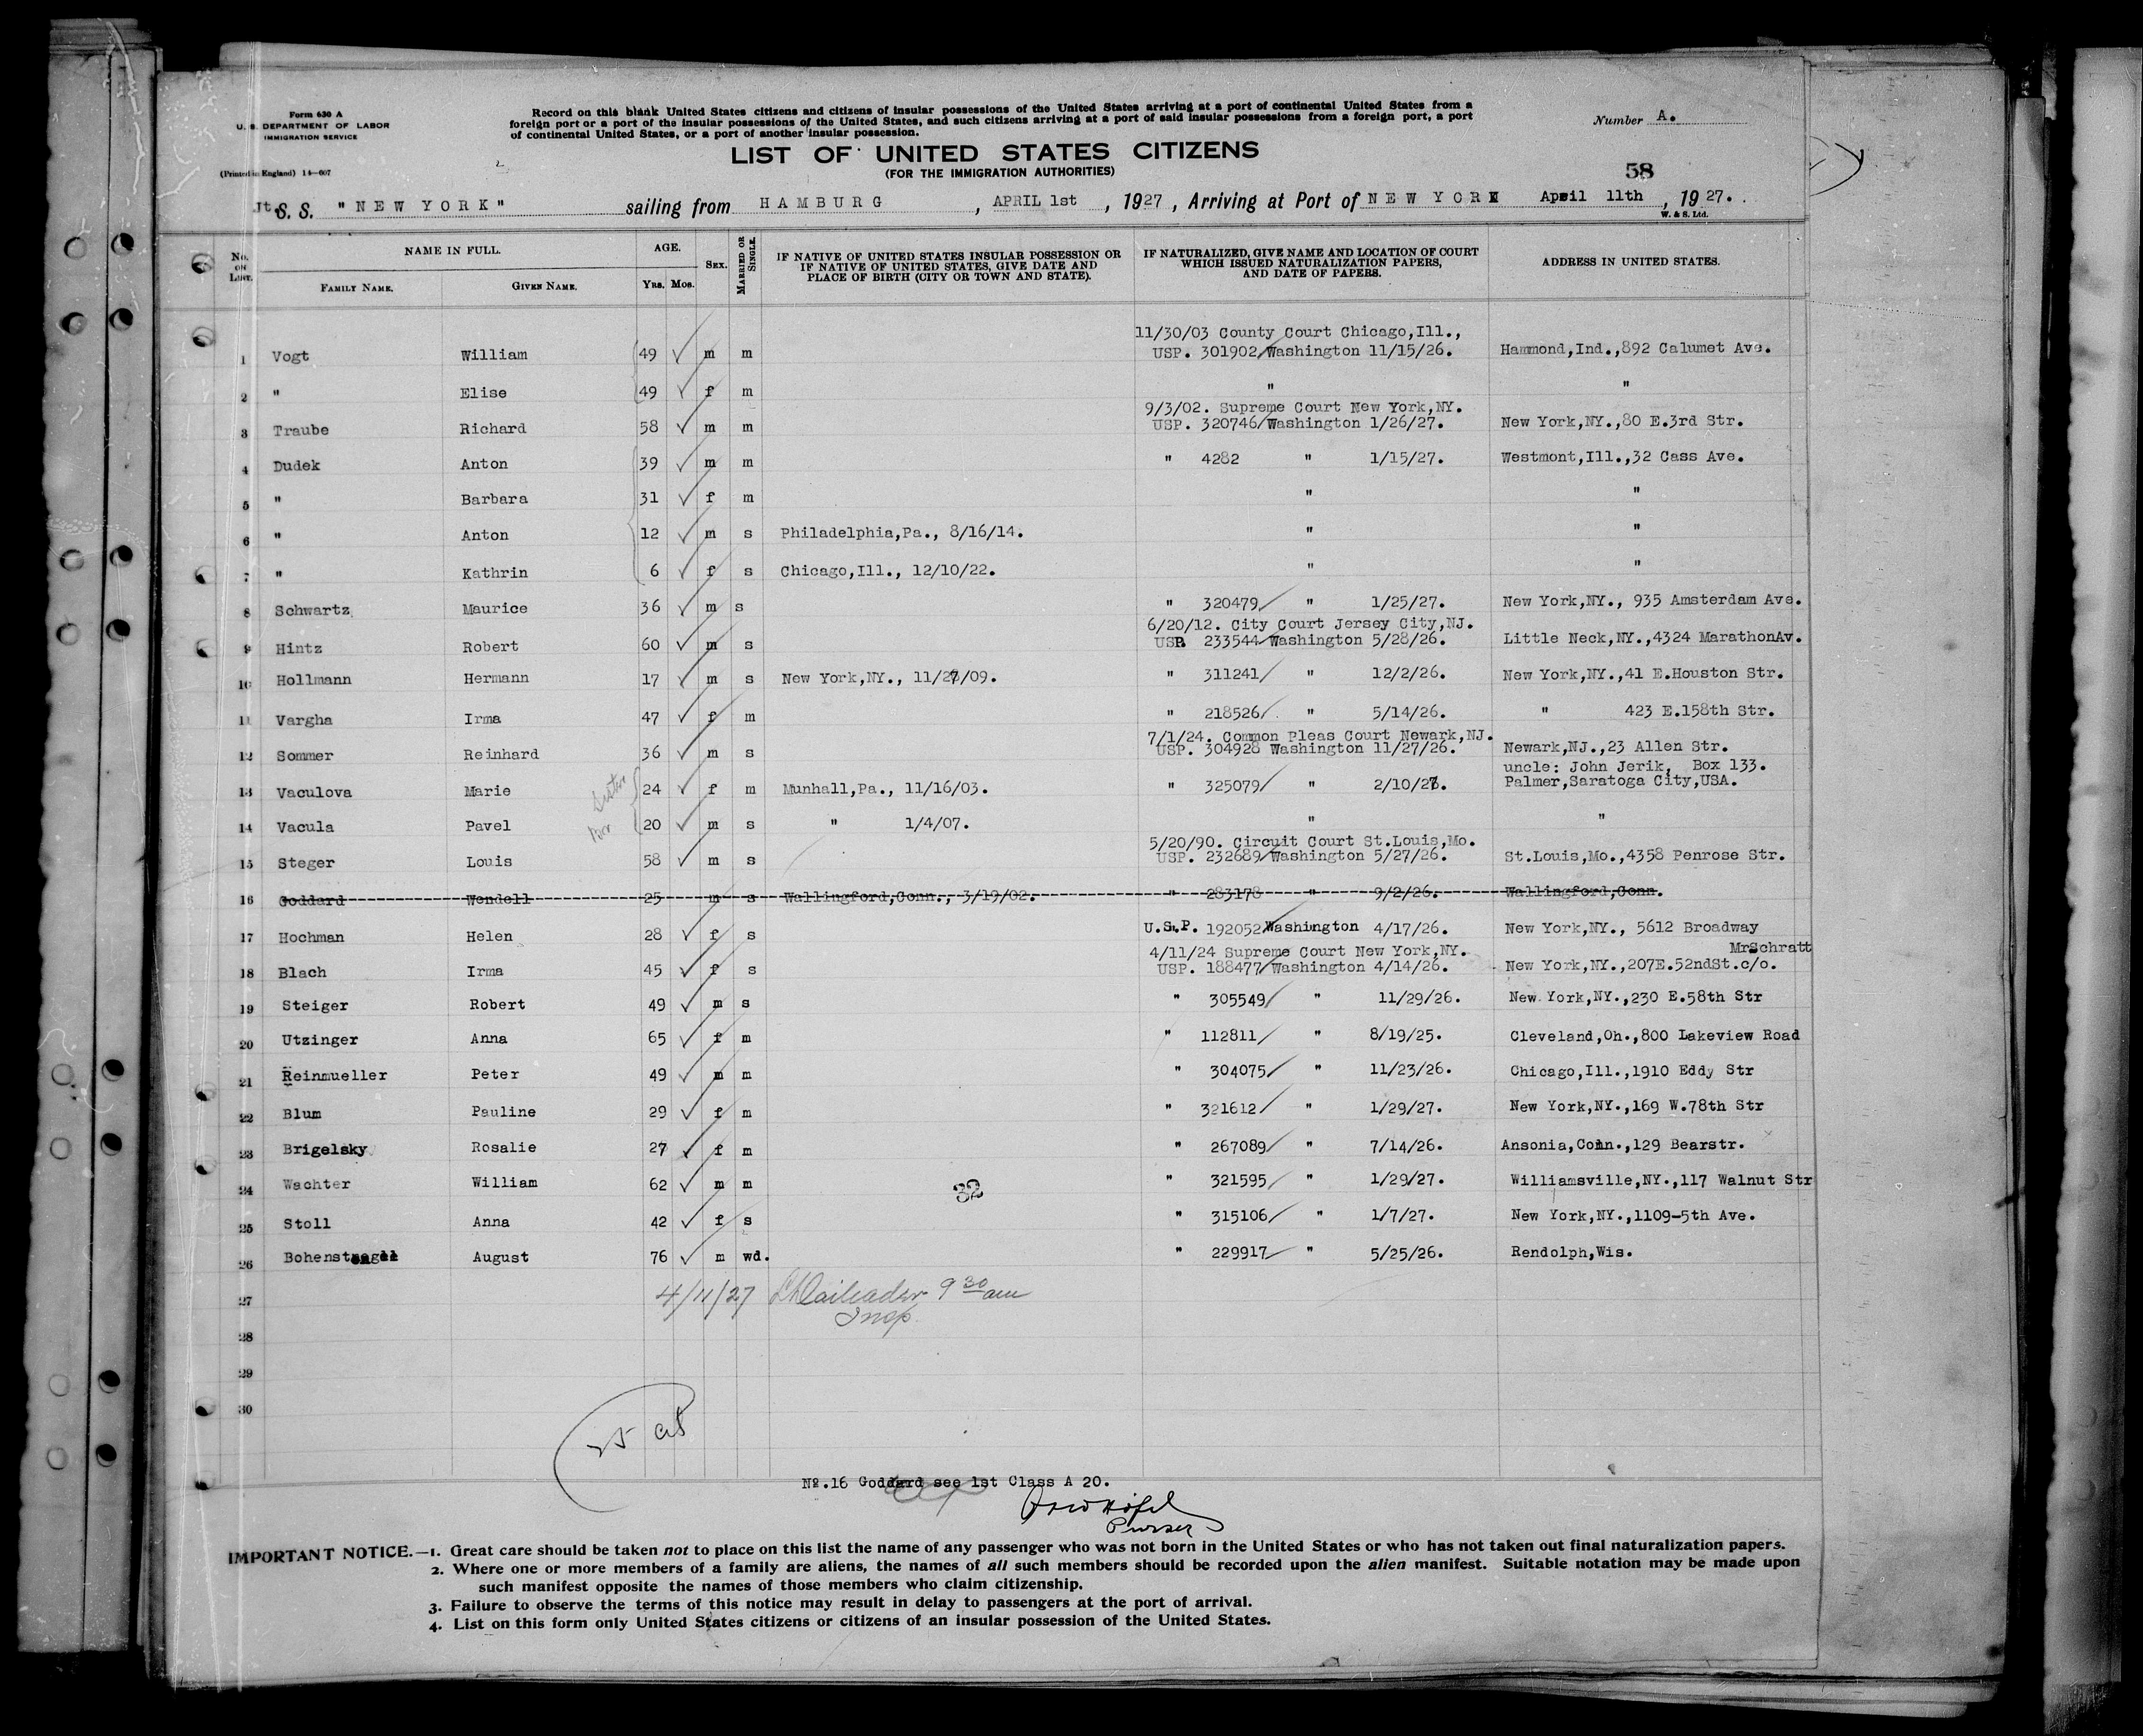 Form 630 A
U. S. DEPARTMENT OF LABOR
IMMIGRATION SERVICE
(Printed in England) 14—607
Record on this blank United States citizens and citizens of insular possessions of the United States arriving at a port of continental United States from a
foreign port or a port of the insular possessions of the United States, and such citizens arriving at a port of said insular possessions from a foreign port, a port
of continental United States, or a port of another insular possession.
Number A.
LIST OF UNITED STATES CITIZENS
(FOR THE IMMIGRATION AUTHORITIES)
58
S. S. "NEW YORK" sailing from HAMBURG, APRIL 1st, 1927, Arriving at Port of NEW YORK April 11th, 1927.
W. & S. Ltd.
No. on List. NAME IN FULL. AGE. Sex. Married or Single. IF NATIVE OF UNITED STATES INSULAR POSSESSION OR IF NATIVE OF UNITED STATES, GIVE DATE AND PLACE OF BIRTH (CITY OR TOWN AND STATE). IF NATURALIZED, GIVE NAME AND LOCATION OF COURT WHICH ISSUED NATURALIZATION PAPERS, AND DATE OF PAPERS. ADDRESS IN UNITED STATES.
Family Name. Given Name. Yrs. Mos.
11/30/03 County Court Chicago,Ill.,
1 Vogt William 49 m m USP. 301902 Washington 11/15/26. Hammond,Ind.,892 Calumet Ave.
2 " Elise 49 f m " "
9/3/02. Supreme Court New York,NY.
3 Traube Richard 58 m m USP. 320746 Washington 1/26/27. New York,NY.,80 E.3rd Str.
4 Dudek Anton 39 m m " 4282 " 1/15/27. Westmont,Ill.,32 Cass Ave.
5 " Barbara 31 f m " "
6 " Anton 12 m s Philadelphia,Pa., 8/16/14. " "
7 " Kathrin 6 f s Chicago,Ill., 12/10/22. " "
8 Schwartz Maurice 36 m s " 320479 " 1/25/27. New York,NY., 935 Amsterdam Ave.
6/20/12. City Court Jersey City,NJ.
9 Hintz Robert 60 m s USP. 233544 Washington 5/28/26. Little Neck,NY.,4324 MarathonAv.
10 Hollmann Hermann 17 m s New York,NY., 11/27/09. " 311241 " 12/2/26. New York,NY.,41 E.Houston Str.
11 Vargha Irma 47 f m " 218526 " 5/14/26. " 423 E.158th Str.
7/1/24. Common Pleas Court Newark,NJ.
12 Sommer Reinhard 36 m s USP. 304928 Washington 11/27/26. Newark,NJ.,23 Allen Str.
uncle: John Jerik, Box 133.
13 Vaculova Marie 24 f m Munhall,Pa., 11/16/03. " 325079 " 2/10/27. Palmer,Saratoga City,USA.
14 Vacula Pavel 20 m s " 1/4/07. " "
5/20/90. Circuit Court St.Louis,Mo.
15 Steger Louis 58 m s USP. 232689 Washington 5/27/26. St.Louis,Mo.,4358 Penrose Str.
16 Goddard Wendell 25 m s Wallingford,Conn., 3/19/02. " 283178 " 9/2/26. Wallingford,Conn.
17 Hochman Helen 28 f s U.S.P. 192052 Washington 4/17/26. New York,NY., 5612 Broadway
4/11/24 Supreme Court New York,NY. MrSchratt
18 Blach Irma 45 f s USP. 188477 Washington 4/14/26. New York,NY.,207E.52ndSt.c/o.
19 Steiger Robert 49 m s " 305549 " 11/29/26. New York,NY.,230 E.58th Str
20 Utzinger Anna 65 f m " 112811 " 8/19/25. Cleveland,Oh.,800 Lakeview Road
21 Reinmueller Peter 49 m m " 304075 " 11/23/26. Chicago,Ill.,1910 Eddy Str
22 Blum Pauline 29 f m " 321612 " 1/29/27. New York,NY.,169 W.78th Str
23 Brigelsky Rosalie 27 f m " 267089 " 7/14/26. Ansonia,Conn.,129 Bearstr.
24 Wachter William 62 m m " 321595 " 1/29/27. Williamsville,NY.,117 Walnut Str
32
25 Stoll Anna 42 f s " 315106 " 1/7/27. New York,NY.,1109-5th Ave.
26 August 76 m wd. " 229917 " 5/25/26. Rendolph,Wis.
27 4/11/27 9 30 am
Insp.
28
29
30
25
No.16 Goddard see 1st Class A 20.
Purser
IMPORTANT NOTICE.—1. Great care should be taken not to place on this list the name of any passenger who was not born in the United States or who has not taken out final naturalization papers.
2. Where one or more members of a family are aliens, the names of all such members should be recorded upon the alien manifest. Suitable notation may be made upon
such manifest opposite the names of those members who claim citizenship.
3. Failure to observe the terms of this notice may result in delay to passengers at the port of arrival.
4. List on this form only United States citizens or citizens of an insular possession of the United States.